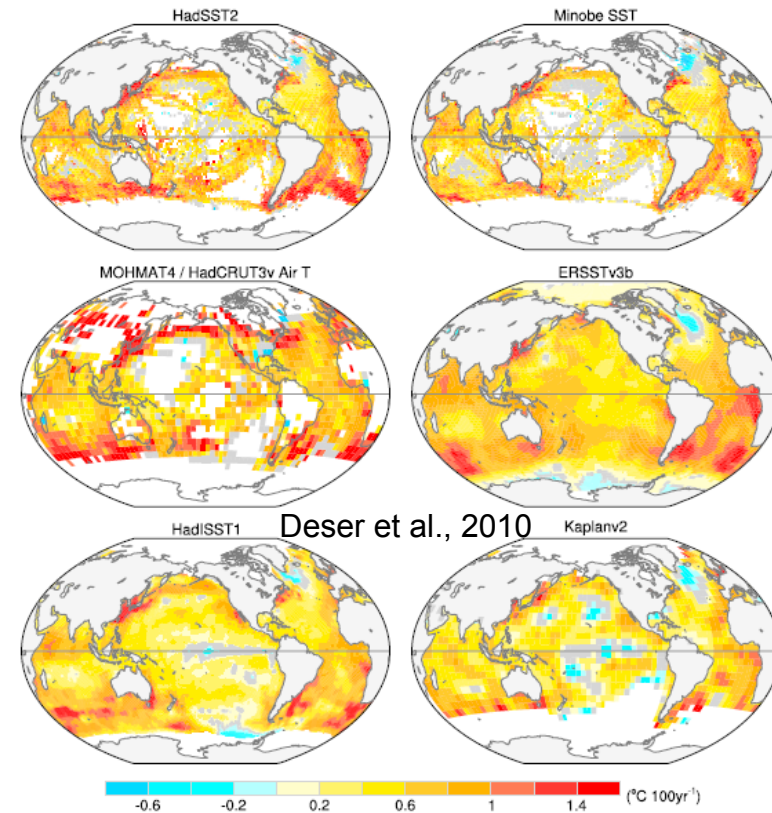 HadSST2
Minobe SST
MOHMAT4 / HadCRUT3v Air T
ERSSTv3b
Deser et al., 2010
HadISST1
Kaplanv2
-0.6 -0.2 0.2 0.6 1 1.4 (°C 100yr⁻¹)